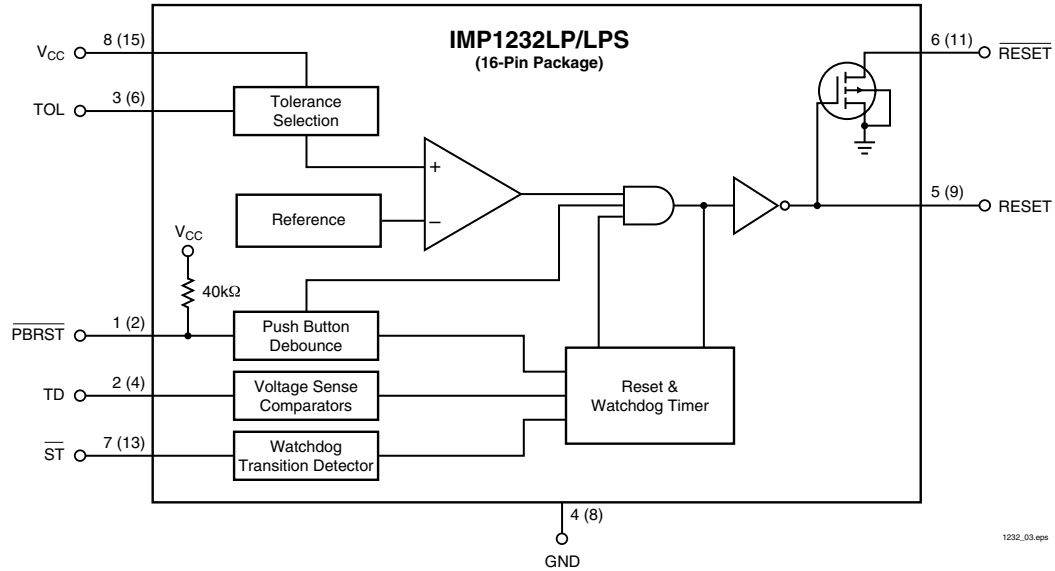 IMP1232LP/LPS
(16-Pin Package)
8 (15)
VCC
3 (6)
TOL
Tolerance
Selection
6 (11)
RESET
+
−
Reference
5 (9)
RESET
VCC
40kΩ
1 (2)
PBRST
Push Button
Debounce
2 (4)
TD
Voltage Sense
Comparators
Reset &
Watchdog Timer
7 (13)
ST
Watchdog
Transition Detector
4 (8)
GND
1232_03.eps